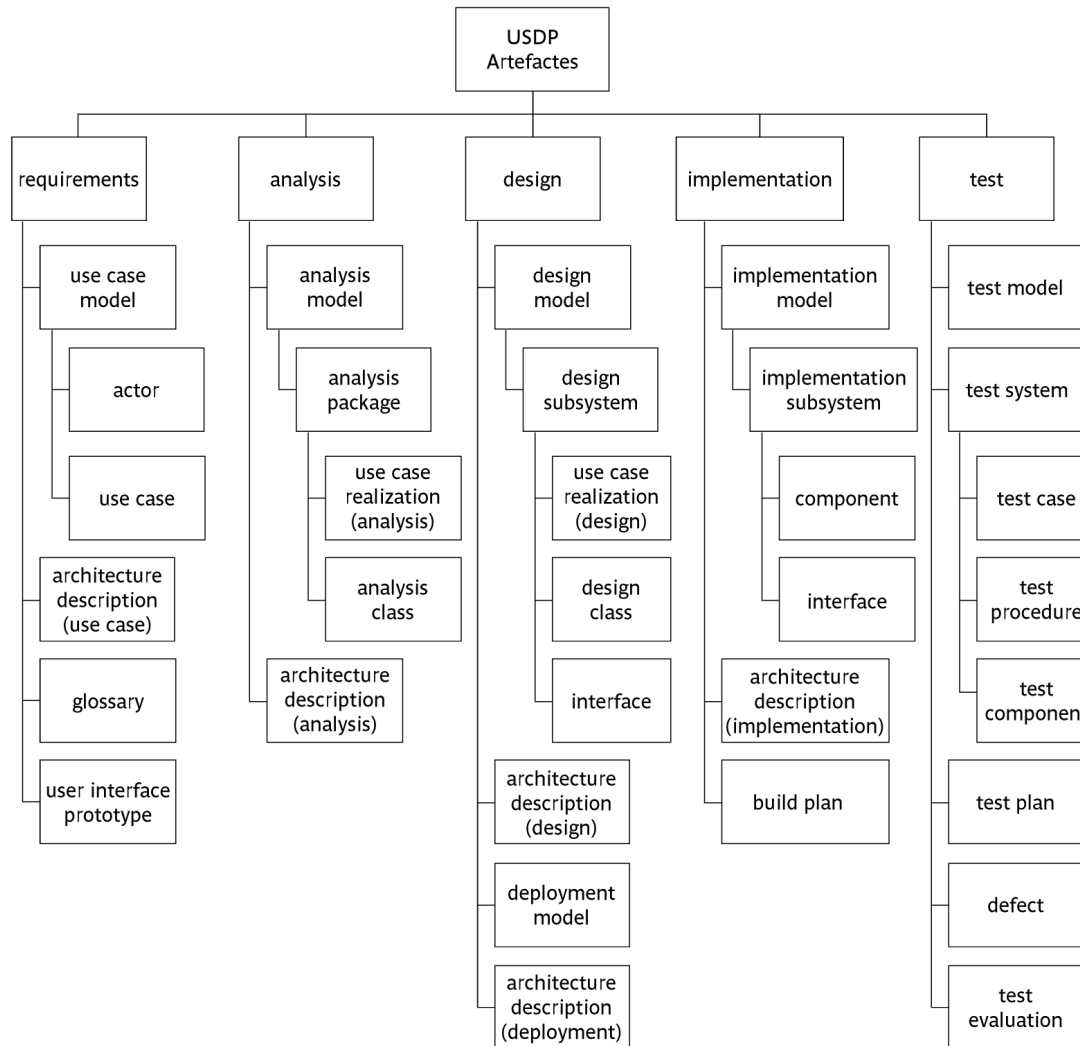 USDP
Artefactes
requirements
analysis
design
implementation
test
use case
model
actor
use case
architecture
description
(use case)
glossary
user interface
prototype
analysis
model
analysis
package
use case
realization
(analysis)
analysis
class
architecture
description
(analysis)
design
model
design
subsystem
use case
realization
(design)
design
class
interface
architecture
description
(design)
deployment
model
architecture
description
(deployment)
implementation
model
implementation
subsystem
component
interface
architecture
description
(implementation)
build plan
test model
test system
test case
test
procedure
test
component
test plan
defect
test
evaluation